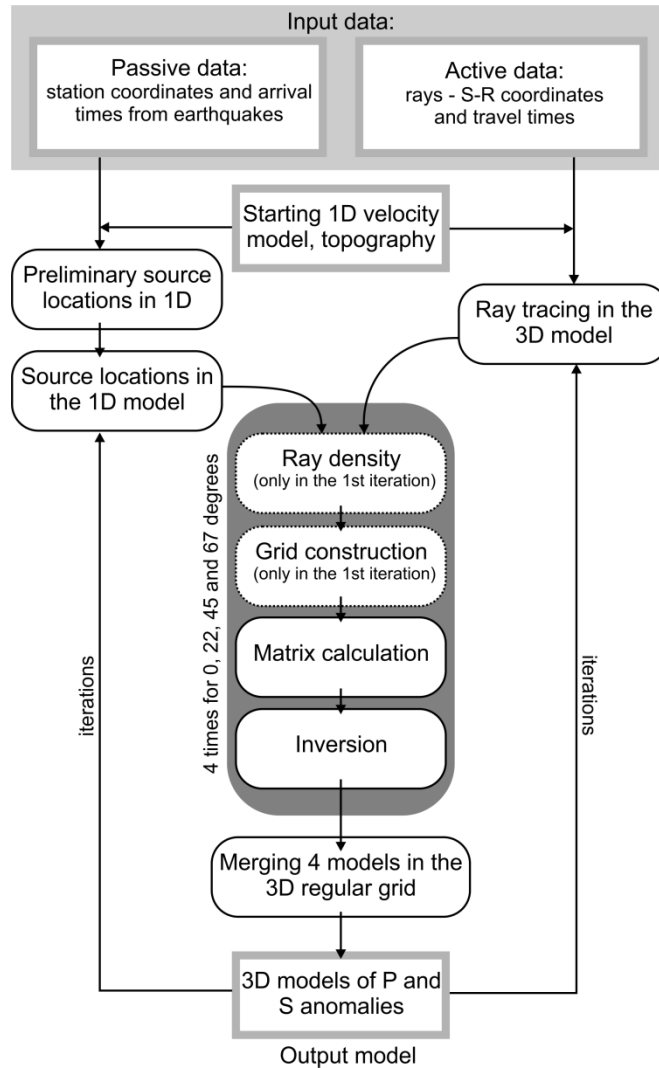 Input data:
Passive data:
station coordinates and arrival
times from earthquakes
Active data:
rays - S-R coordinates
and travel times
Starting 1D velocity
model, topography
Preliminary source
locations in 1D
Ray tracing in the
3D model
Source locations in
the 1D model
4 times for 0, 22, 45 and 67 degrees
Ray density
(only in the 1st iteration)
Grid construction
(only in the 1st iteration)
Matrix calculation
Inversion
iterations
iterations
Merging 4 models in the
3D regular grid
3D models of P and
S anomalies
Output model